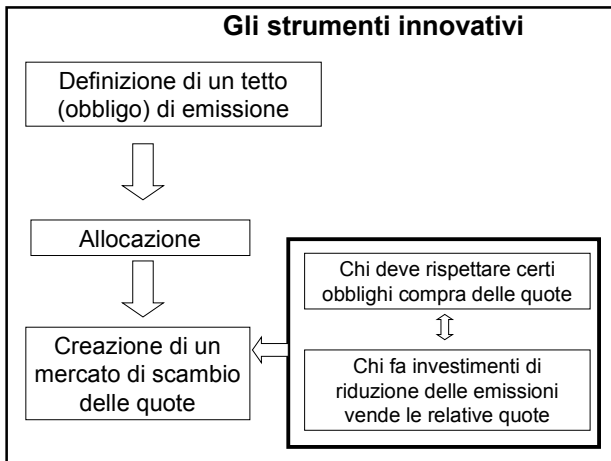 Gli strumenti innovativi
Definizione di un tetto
(obbligo) di emissione
Allocazione
Creazione di un
mercato di scambio
delle quote
Chi deve rispettare certi
obblighi compra delle quote
Chi fa investimenti di
riduzione delle emissioni
vende le relative quote